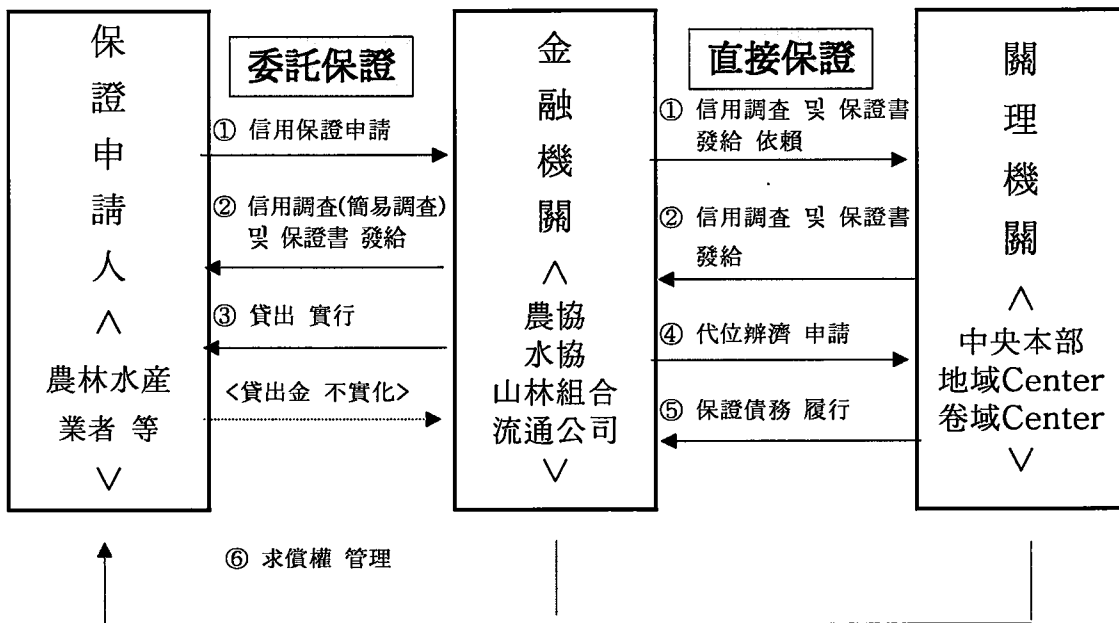 保證申請人
<
農林水産
業者 等
>
委託保證
① 信用保證申請
② 信用調査(簡易調査)
및 保證書 發給
③ 貸出 實行
<貸出金 不實化>
金融機關
<
農協
水協
山林組合
流通公司
>
直接保證
① 信用調査 및 保證書
發給 依賴
② 信用調査 및 保證書
發給
④ 代位辨濟 申請
⑤ 保證債務 履行
關理機關
<
中央本部
地域Center
卷域Center
>
⑥ 求償權 管理